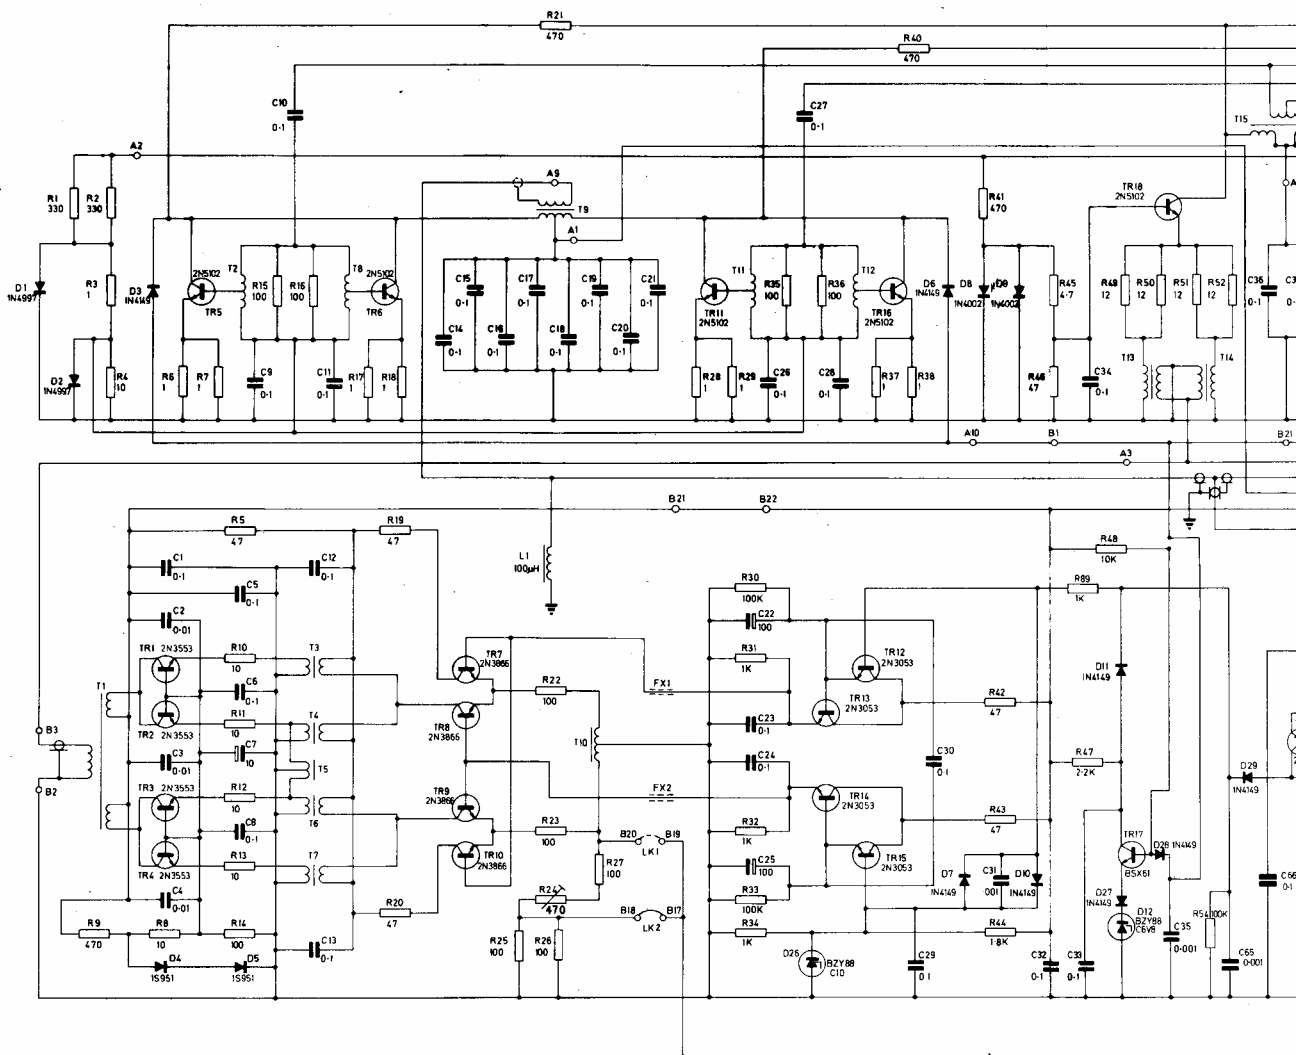 R21
470
R40
470
C10
0·1
C27
0·1
T15
A2
A9
A
R1
330
R2
330
T9
A1
R41
470
TR18
2N5102
D1
1N4997
R3
1
D3
1N4149
2N5102
TR5
T2
R15
100
R16
100
T8
2N5102
TR6
C15
0·1
C17
0·1
C19
0·1
C21
0·1
T11
TR11
2N5102
R35
100
R36
100
T12
TR16
2N5102
D6
1N4149
D8
1N4002
D9
1N4002
R45
4·7
R49
12
R50
12
R51
12
R52
12
C36
0·1
C3
0·
C14
0·1
C16
0·1
C18
0·1
C20
0·1
D2
1N4997
R4
10
R6
1
R7
1
C9
0·1
C11
0·1
R17
1
R18
1
R28
1
R29
1
C26
0·1
C28
0·1
R37
1
R38
1
R46
47
C34
0·1
T13
T14
A10
B1
B21
A3
B21
B22
R5
47
R19
47
L1
100µH
R48
10K
C1
0·1
C12
0·1
C5
0·1
R30
100K
R89
1K
C2
0·01
C22
100
TR1
2N3553
R10
10
T3
TR7
2N3866
R31
1K
TR12
2N3053
D11
1N4149
T1
C6
0·1
R22
100
FX1
TR13
2N3053
R42
47
TR2
2N3553
R11
10
T4
TR8
2N3866
C23
0·1
B3
C3
0·01
C7
10
T5
T10
C24
0·1
C30
0·1
R47
2·2K
D29
1N4149
B2
TR3
2N3553
R12
10
T6
TR9
2N3866
FX2
TR14
2N3053
C8
0·1
R23
100
B20
B19
LK1
R32
1K
R43
47
TR17
BSX61
D28 1N4149
TR4
2N3553
R13
10
T7
TR10
2N3866
R27
100
C25
100
TR15
2N3053
D7
1N4149
C31
·001
D10
1N4149
C66
0·1
C4
0·01
R24
470
R33
100K
D27
1N4149
R20
47
B18
B17
LK2
D12
BZY88
C6V8
R54
100K
R9
470
R8
10
R14
100
R25
100
R26
100
R34
1K
R44
1·8K
C35
0·001
C13
0·1
D4
1S951
D5
1S951
D26
BZY88
C10
C29
0·1
C32
0·1
C33
0·1
C65
0·001